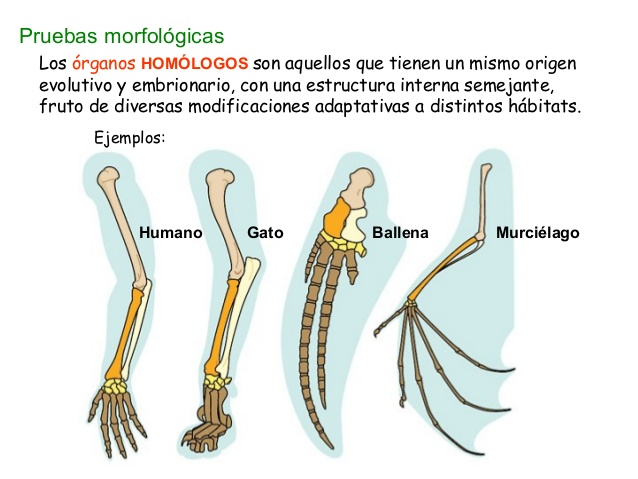 Pruebas morfológicas
Los órganos HOMÓLOGOS son aquellos que tienen un mismo origen
evolutivo y embrionario, con una estructura interna semejante,
fruto de diversas modificaciones adaptativas a distintos hábitats.
Ejemplos:
Humano Gato Ballena Murciélago